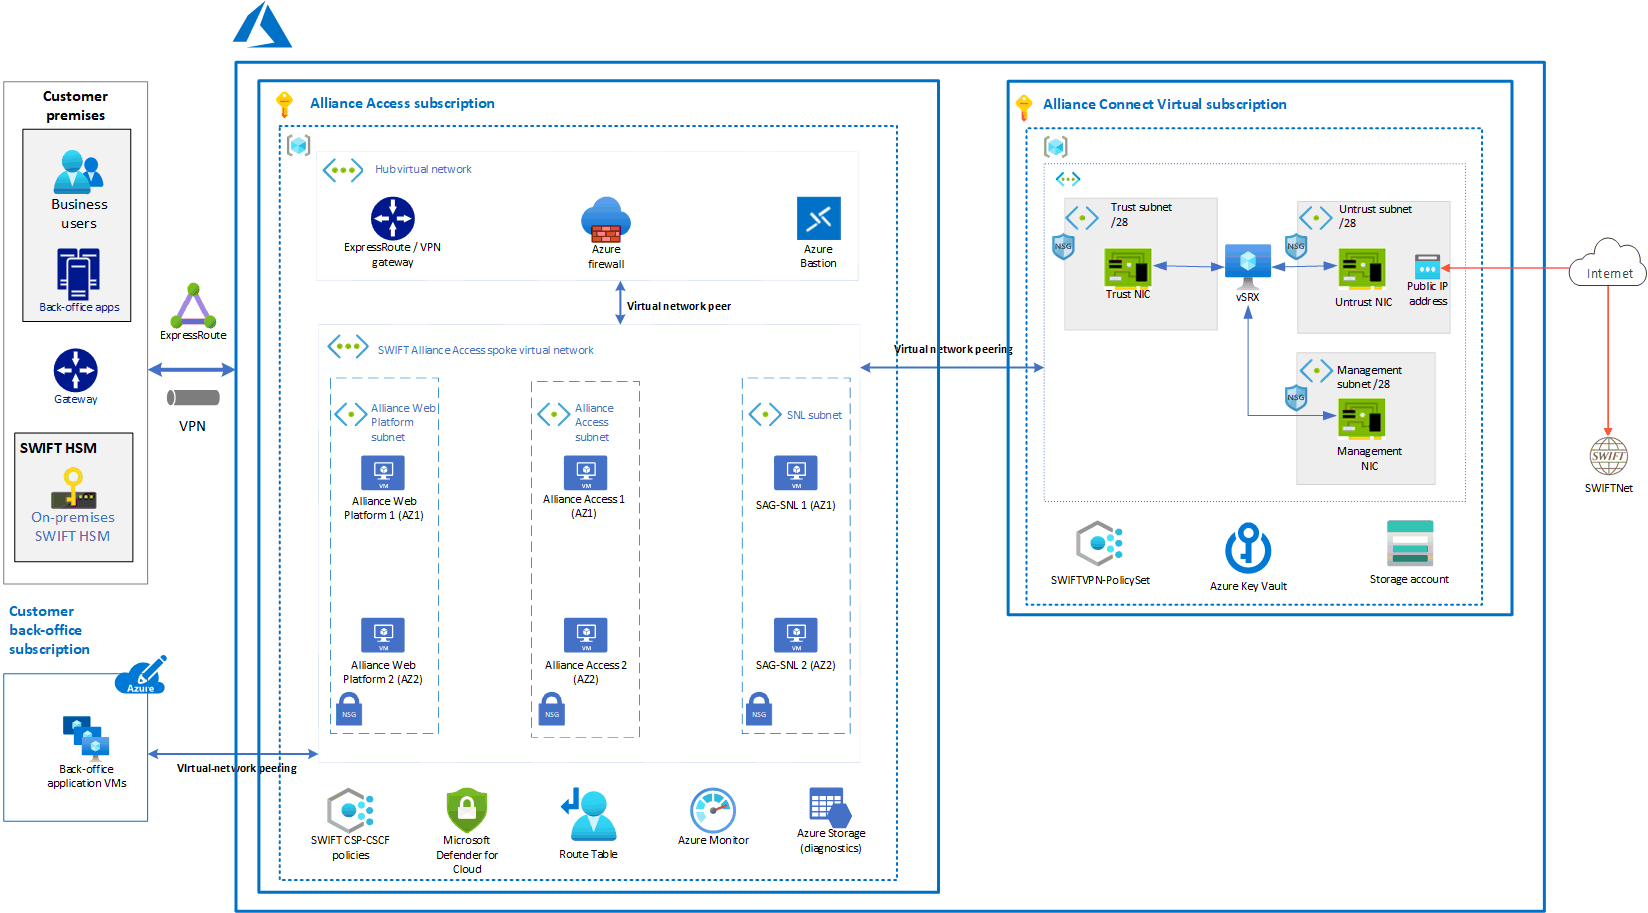 Customer
premises
Business
users
Back-office apps
Gateway
SWIFT HSM
On-premises
SWIFT HSM
ExpressRoute
VPN
Customer
back-office
subscription
Azure
Back-office
application VMs
VIrtual-network peering
Alliance Access subscription
Hub virtual network
ExpressRoute / VPN
gateway
Azure
firewall
Azure
Bastion
Virtual network peer
SWIFT Alliance Access spoke virtual network
Alliance Web
Platform
subnet
VM
Alliance Web
Platform 1 (AZ1)
VM
Alliance Web
Platform 2 (AZ2)
NSG
Alliance
Access
subnet
VM
Alliance Access 1
(AZ1)
VM
Alliance Access 2
(AZ2)
NSG
SNL subnet
VM
SAG-SNL 1 (AZ1)
VM
SAG-SNL 2 (AZ2)
NSG
SWIFT CSP-CSCF
policies
Microsoft
Defender for
Cloud
Route Table
Azure Monitor
Azure Storage
(diagnostics)
Virtual network peering
Alliance Connect Virtual subscription
Trust subnet
/28
NSG
Trust NIC
vSRX
Untrust subnet
/28
NSG
Untrust NIC
Public IP
address
Management
subnet /28
NSG
Management
NIC
SWIFTVPN-PolicySet
Azure Key Vault
Storage account
Internet
SWIFT
SWIFTNet